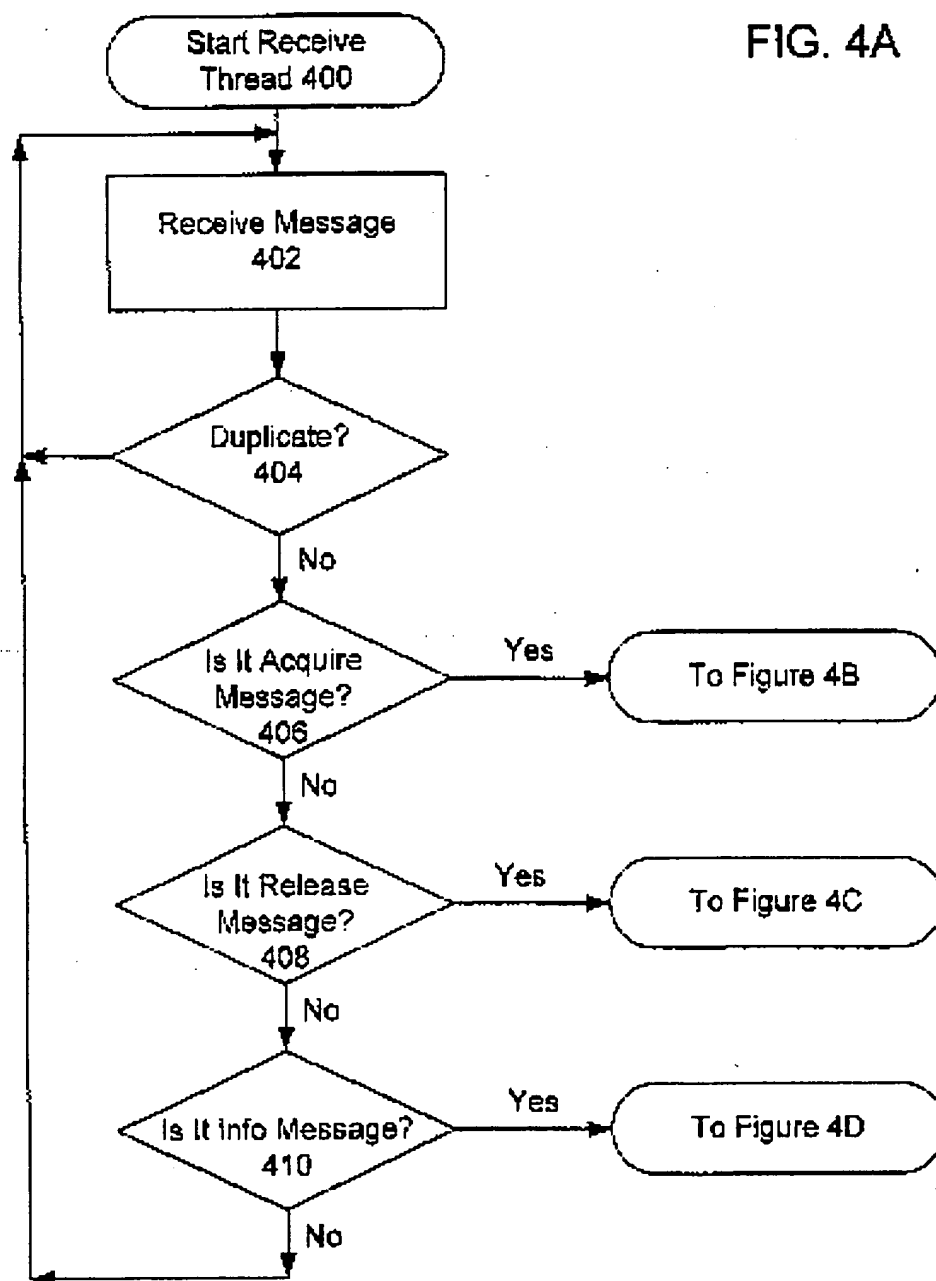 FIG. 4A
Start Receive
Thread 400
Receive Message
402
Duplicate?
404
No
Is It Acquire
Message?
406
Yes
To Figure 4B
No
Is It Release
Message?
408
Yes
To Figure 4C
No
Is It Info Message?
410
Yes
To Figure 4D
No